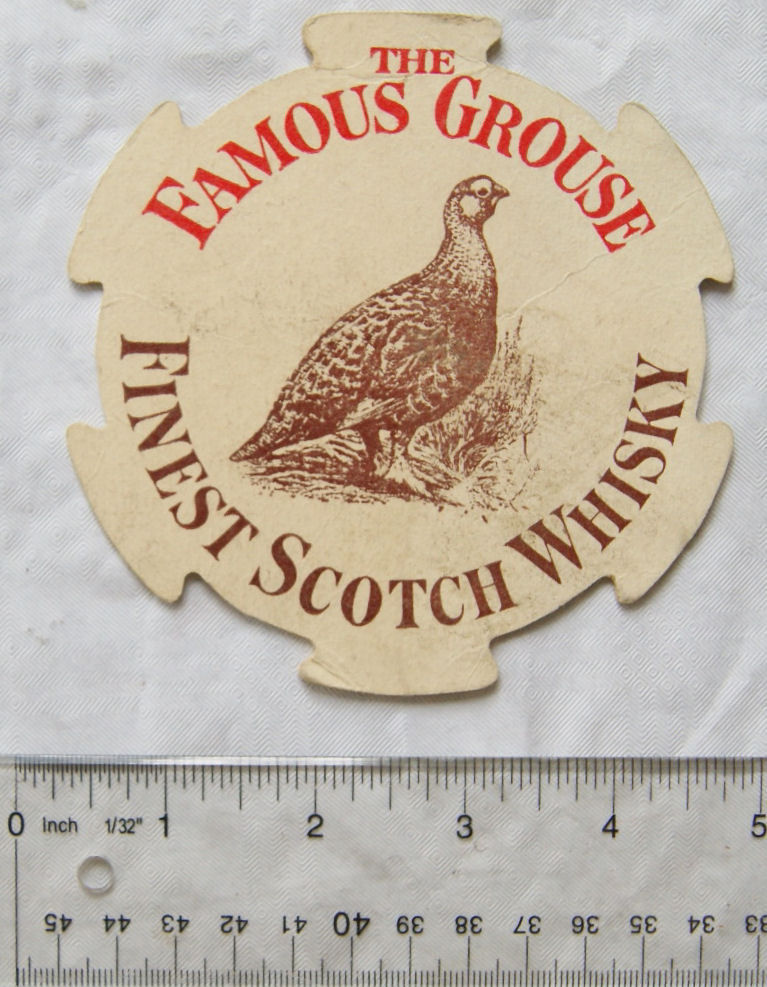 THE
FAMOUS GROUSE
FINEST SCOTCH WHISKY
0 Inch 1/32" 1 2 3 4 5
45 44 43 42 41 40 39 38 37 36 35 34 33